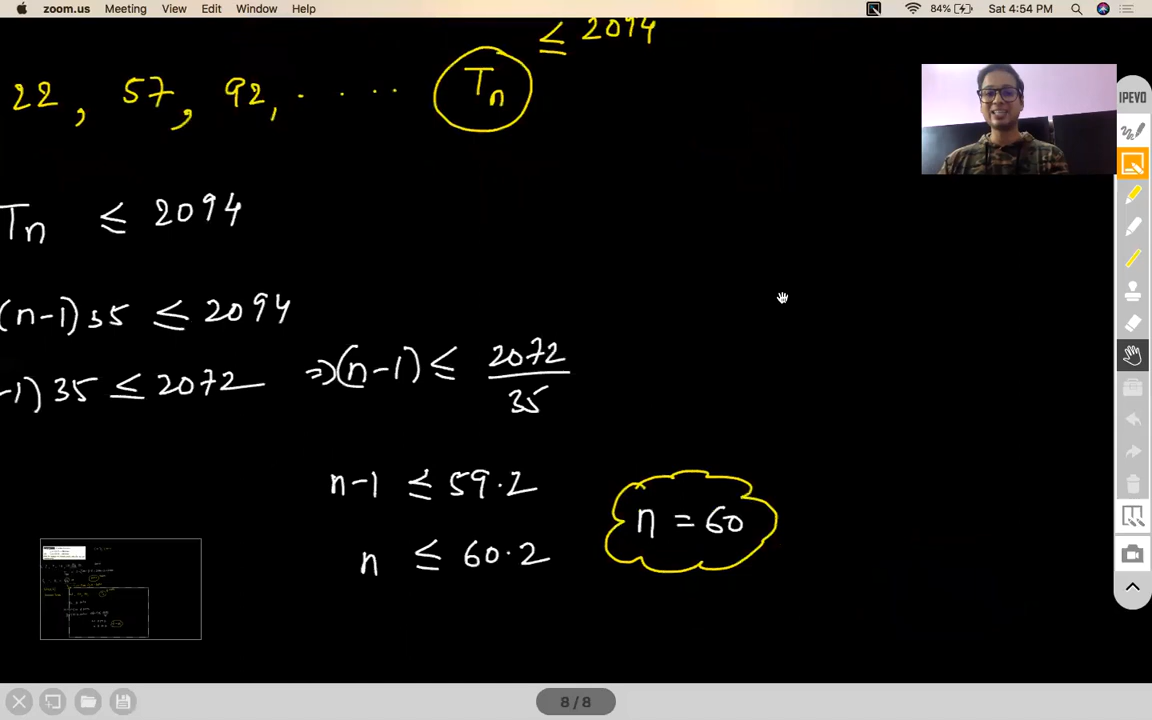 zoom.us Meeting View Edit Window Help 84% Sat 4:54 PM
≤ 2094
22, 57, 92, ..... Tn
IPEVO
Tn ≤ 2094
(n-1)35 ≤ 2094
-1) 35 ≤ 2072 ⇒(n-1) ≤ 2072/35
n-1 ≤ 59.2
n = 60
n ≤ 60.2
8 / 8